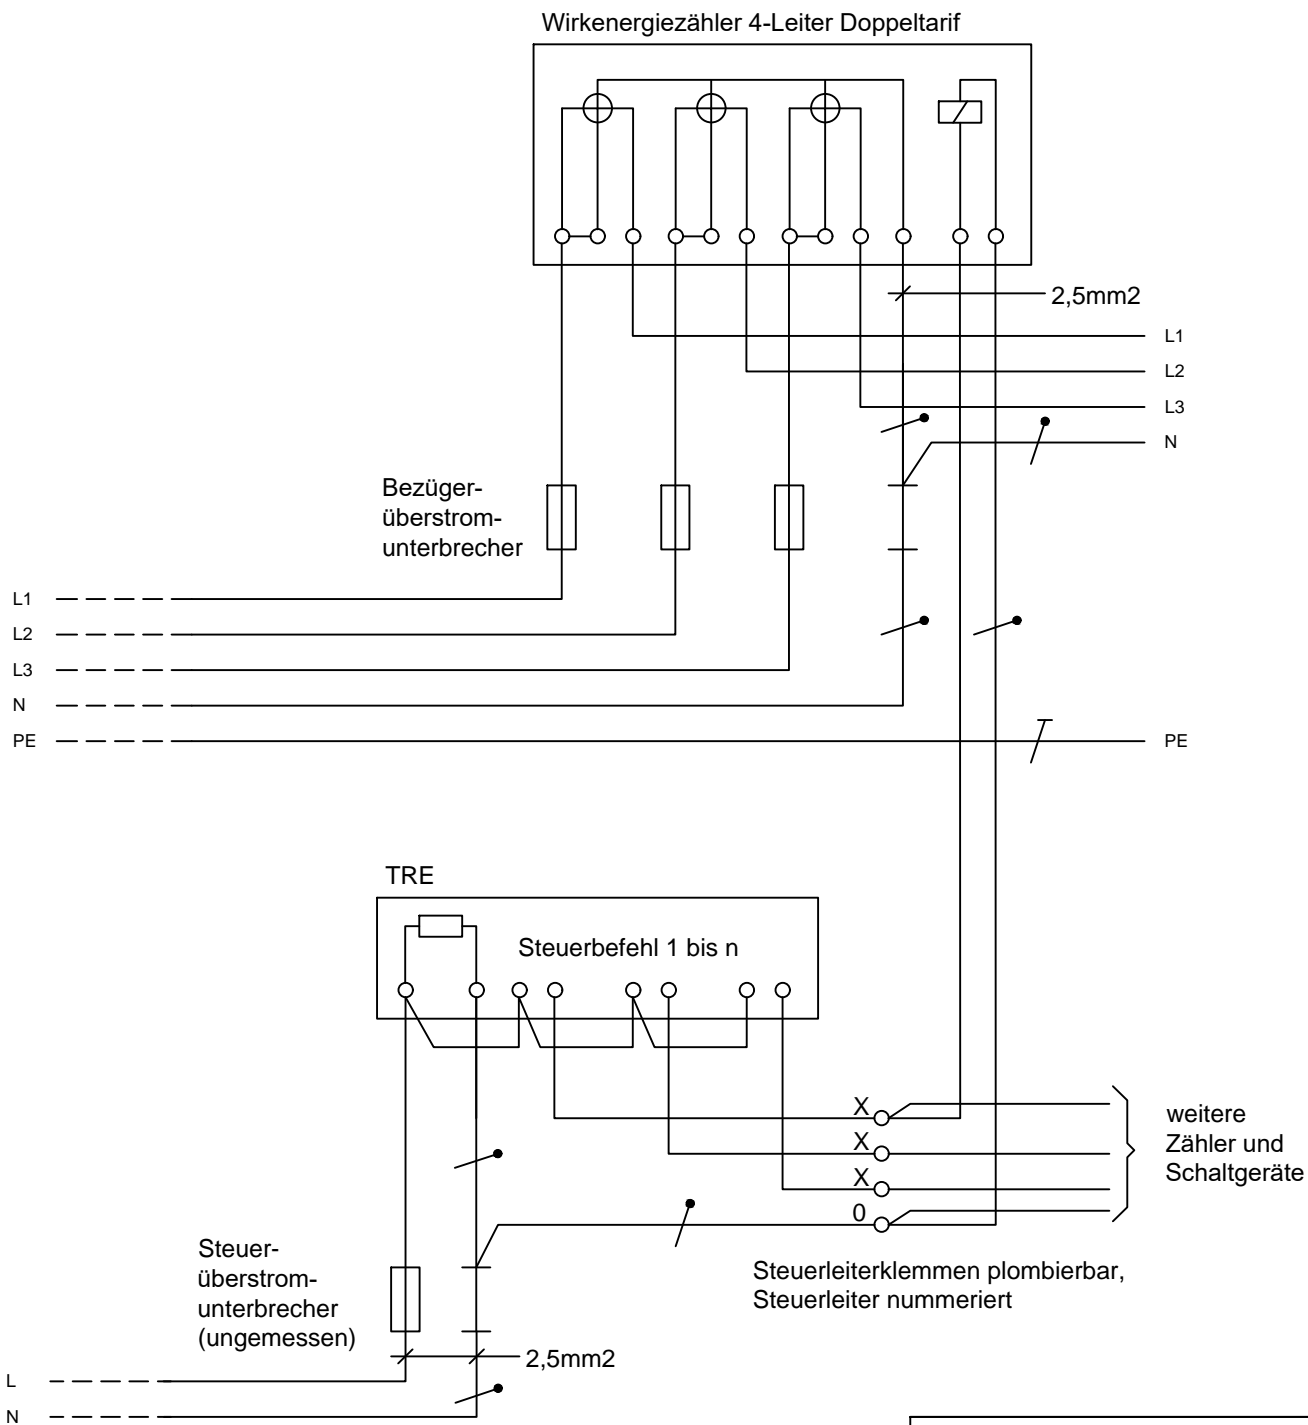 Wirkenergiezähler 4-Leiter Doppeltarif
2,5mm2
L1
L2
L3
N
Bezüger-
überstrom-
unterbrecher
L1
L2
L3
N
PE
PE
TRE
Steuerbefehl 1 bis n
X
X
X
0
weitere
Zähler und
Schaltgeräte
Steuer-
überstrom-
unterbrecher
(ungemessen)
Steuerleiterklemmen plombierbar,
Steuerleiter nummeriert
2,5mm2
L
N